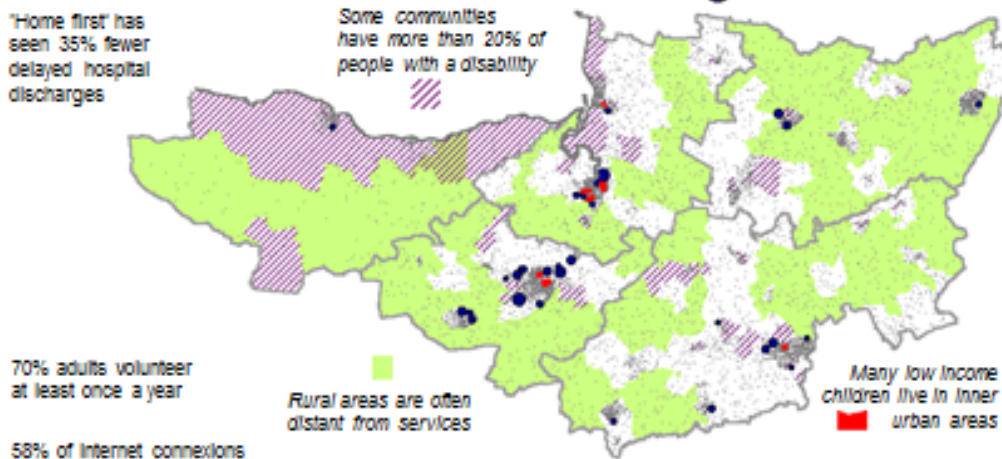 "Home first" has
seen 35% fewer
delayed hospital
discharges
Some communities
have more than 20% of
people with a disability
70% adults volunteer
at least once a year
58% of internet connexions
Rural areas are often
distant from services
Many low income
children live in inner
urban areas